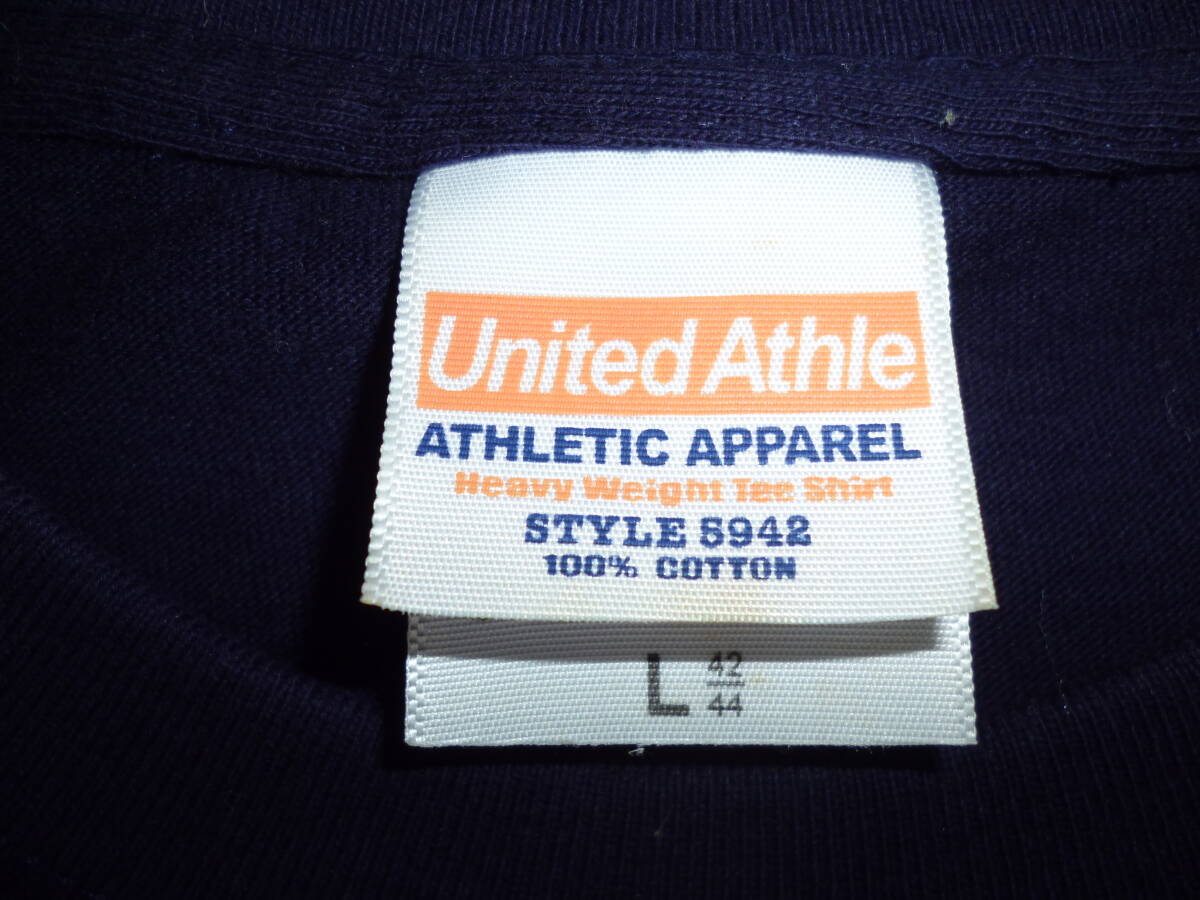 United Athle
ATHLETIC APPAREL
Heavy Weight Tee Shirt
STYLE 5942
100% COTTON
L 42/44